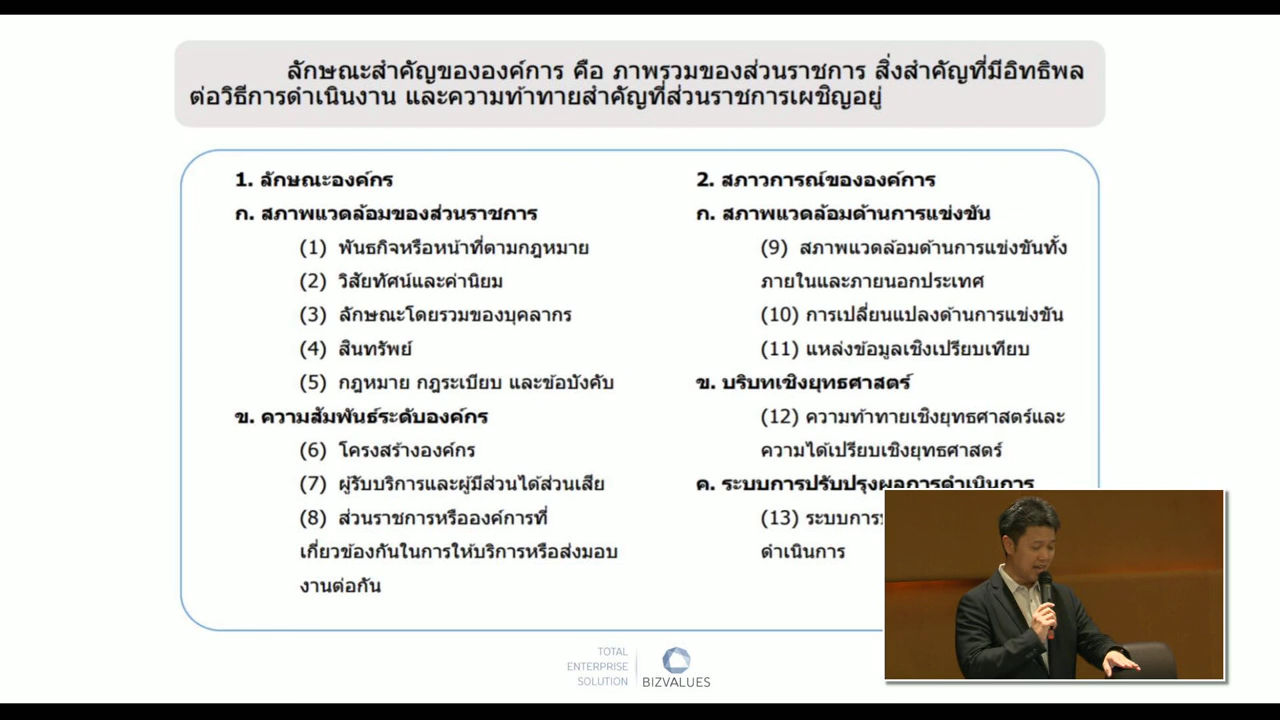 ลักษณะสำคัญขององค์การ คือ ภาพรวมของส่วนราชการ สิ่งสำคัญที่มีอิทธิพล
ต่อวิธีการดำเนินงาน และความท้าทายสำคัญที่ส่วนราชการเผชิญอยู่
1. ลักษณะองค์กร
ก. สภาพแวดล้อมของส่วนราชการ
(1) พันธกิจหรือหน้าที่ตามกฎหมาย
(2) วิสัยทัศน์และค่านิยม
(3) ลักษณะโดยรวมของบุคลากร
(4) สินทรัพย์
(5) กฎหมาย กฎระเบียบ และข้อบังคับ
ข. ความสัมพันธ์ระดับองค์กร
(6) โครงสร้างองค์กร
(7) ผู้รับบริการและผู้มีส่วนได้ส่วนเสีย
(8) ส่วนราชการหรือองค์การที่
เกี่ยวข้องกันในการให้บริการหรือส่งมอบ
งานต่อกัน
2. สภาวการณ์ขององค์การ
ก. สภาพแวดล้อมด้านการแข่งขัน
(9) สภาพแวดล้อมด้านการแข่งขันทั้ง
ภายในและภายนอกประเทศ
(10) การเปลี่ยนแปลงด้านการแข่งขัน
(11) แหล่งข้อมูลเชิงเปรียบเทียบ
ข. บริบทเชิงยุทธศาสตร์
(12) ความท้าทายเชิงยุทธศาสตร์และ
ความได้เปรียบเชิงยุทธศาสตร์
ค. ระบบการปรับปรุงผลการดำเนินการ
(13) ระบบการ
ดำเนินการ
TOTAL
ENTERPRISE
SOLUTION
BIZVALUES